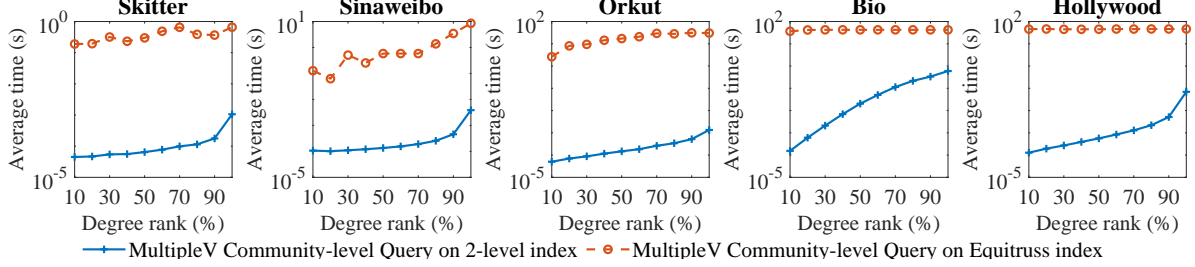 Skitter
Sinaweibo
Orkut
Bio
Hollywood
Average time (s)
10^0
10^-5
10 30 50 70 90
Degree rank (%)
Average time (s)
10^1
10^-5
10 30 50 70 90
Degree rank (%)
Average time (s)
10^2
10^-5
10 30 50 70 90
Degree rank (%)
Average time (s)
10^2
10^-5
10 30 50 70 90
Degree rank (%)
Average time (s)
10^2
10^-5
10 30 50 70 90
Degree rank (%)
MultipleV Community-level Query on 2-level index
MultipleV Community-level Query on Equitruss index